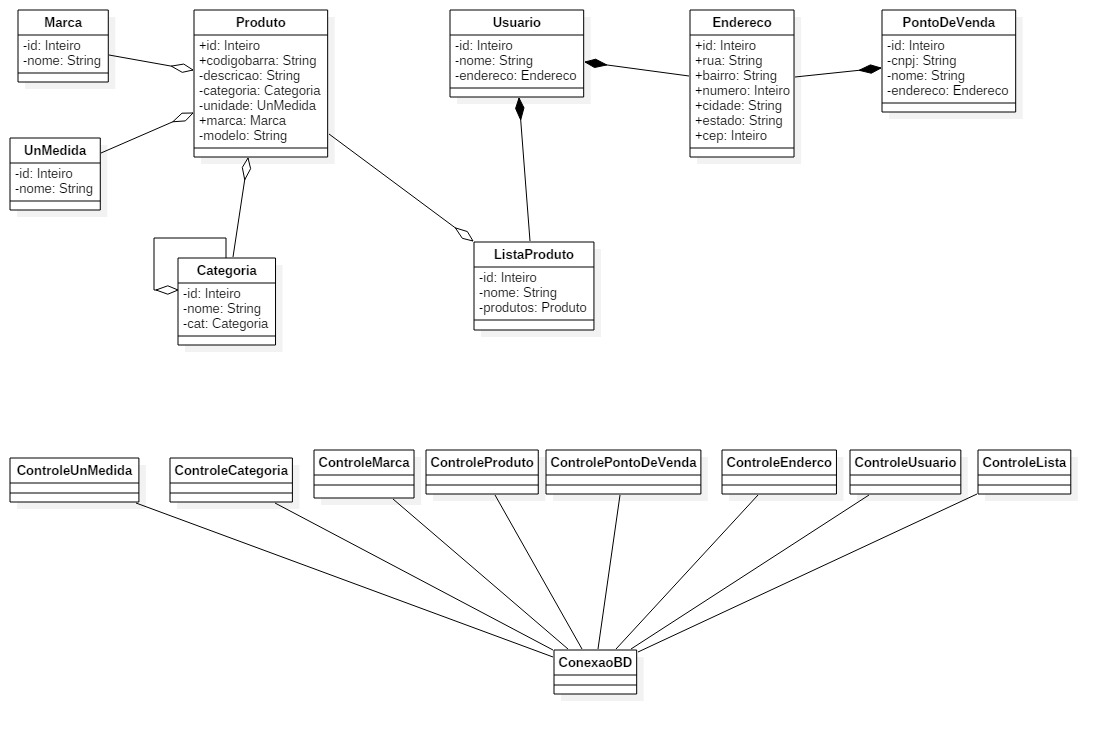 Marca
-id: Inteiro
-nome: String
Produto
+id: Inteiro
+codigobarra: String
-descricao: String
-categoria: Categoria
-unidade: UnMedida
+marca: Marca
-modelo: String
Usuario
-id: Inteiro
-nome: String
-endereco: Endereco
Endereco
+id: Inteiro
+rua: String
+bairro: String
+numero: Inteiro
+cidade: String
+estado: String
+cep: Inteiro
PontoDeVenda
-id: Inteiro
-cnpj: String
-nome: String
-endereco: Endereco
UnMedida
-id: Inteiro
-nome: String
Categoria
-id: Inteiro
-nome: String
-cat: Categoria
ListaProduto
-id: Inteiro
-nome: String
-produtos: Produto
ControleUnMedida
ControleCategoria
ControleMarca
ControleProduto
ControlePontoDeVenda
ControleEnderco
ControleUsuario
ControleLista
ConexaoBD